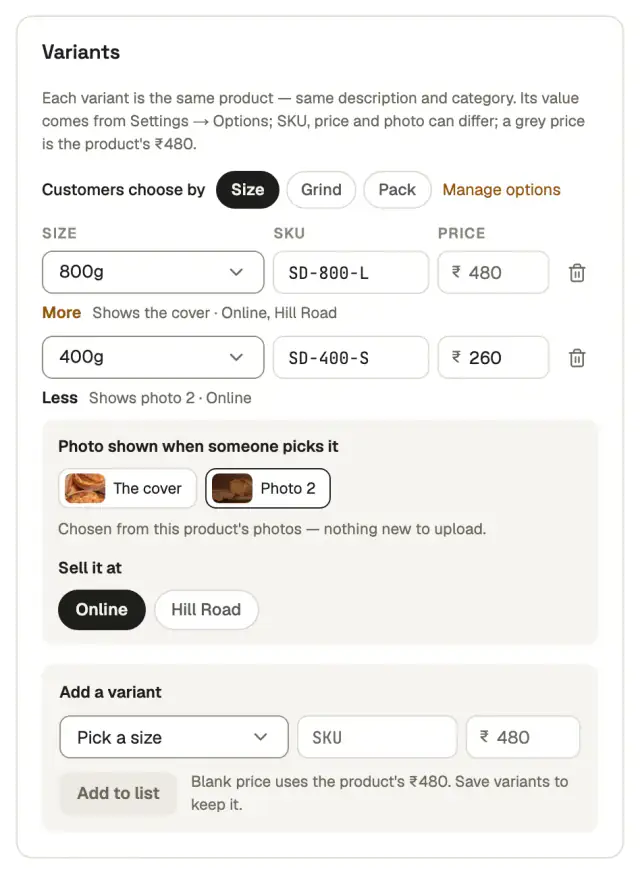 Variants
Each variant is the same product — same description and category. Its value
comes from Settings → Options; SKU, price and photo can differ; a grey price
is the product's ₹480.
Customers choose by Size Grind Pack Manage options
SIZE SKU PRICE
800g SD-800-L ₹ 480
More Shows the cover · Online, Hill Road
400g SD-400-S ₹ 260
Less Shows photo 2 · Online
Photo shown when someone picks it
The cover Photo 2
Chosen from this product's photos — nothing new to upload.
Sell it at
Online Hill Road
Add a variant
Pick a size SKU ₹ 480
Add to list Blank price uses the product's ₹480. Save variants to
keep it.